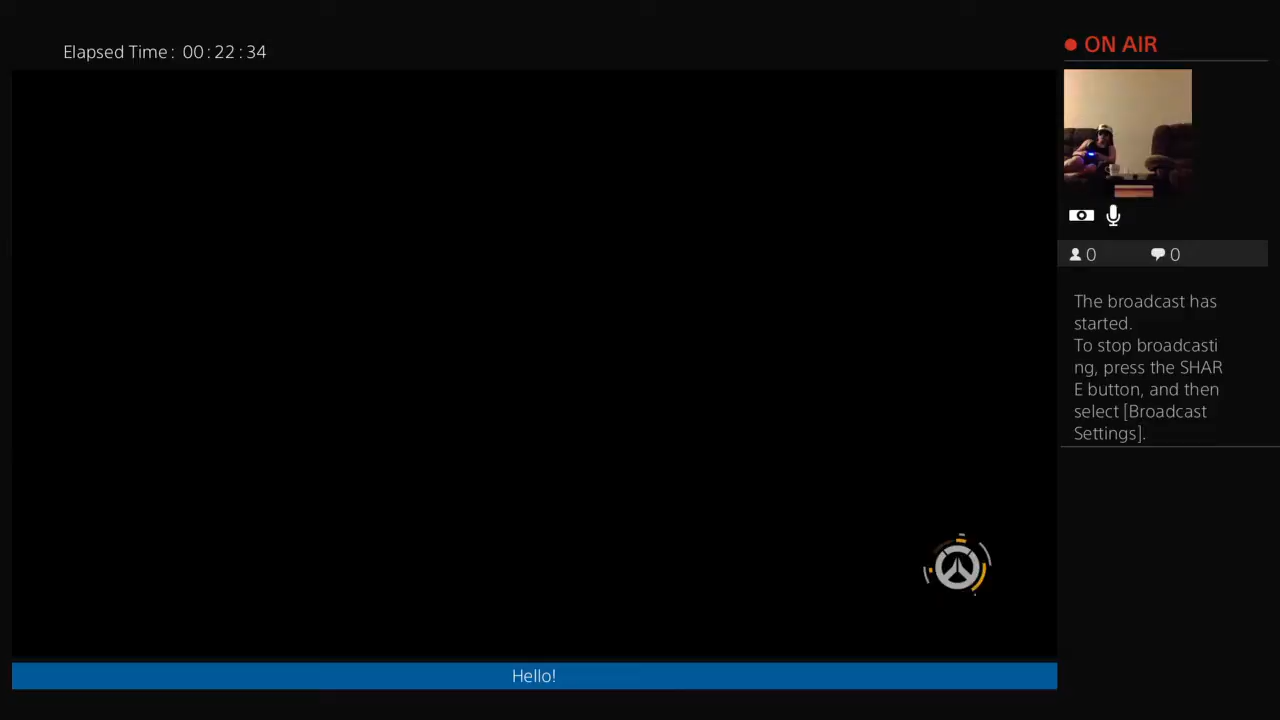 Elapsed Time: 00:22:34
ON AIR
0 0
The broadcast has
started.
To stop broadcasti
ng, press the SHAR
E button, and then
select [Broadcast
Settings].
Hello!